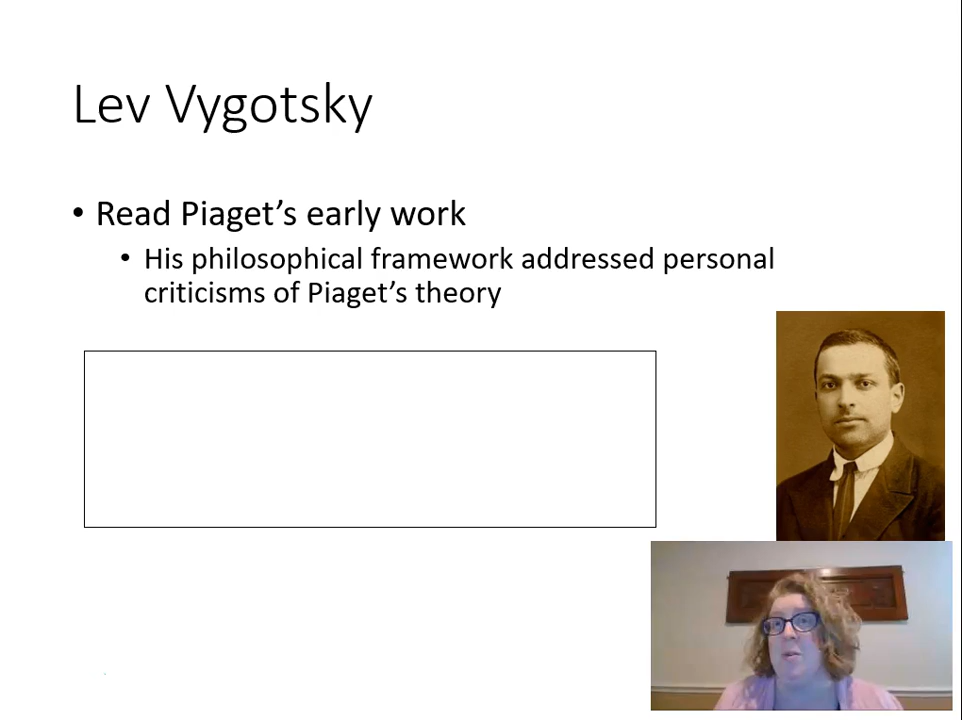 Lev Vygotsky
• Read Piaget’s early work
• His philosophical framework addressed personal
criticisms of Piaget’s theory